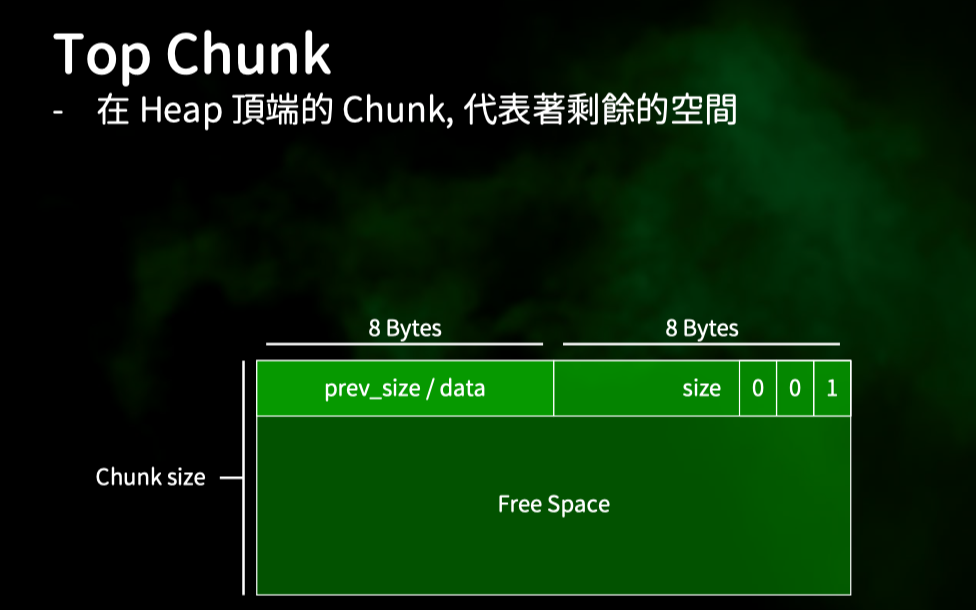 Top Chunk
- 在 Heap 頂端的 Chunk, 代表著剩餘的空間
8 Bytes 8 Bytes
prev_size / data size 0 0 1
Chunk size
Free Space